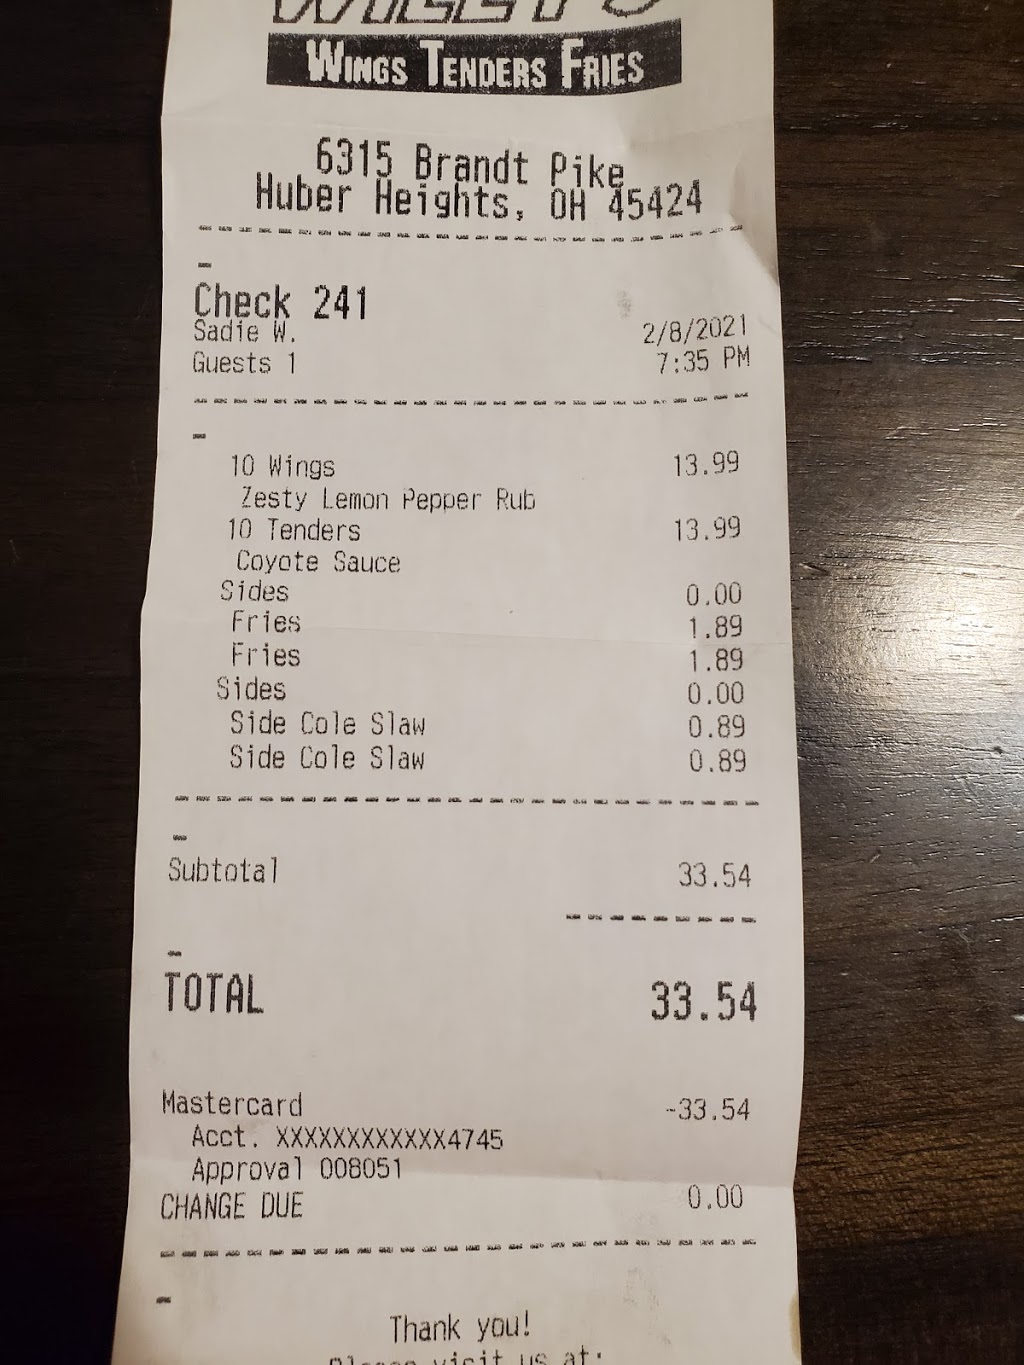 WINGS TENDERS FRIES
6315 Brandt Pike
Huber Heights, OH 45424
Check 241
Sadie W. 2/8/2021
Guests 1 7:35 PM
10 Wings 13.99
Zesty Lemon Pepper Rub
10 Tenders 13.99
Coyote Sauce
Sides 0.00
Fries 1.89
Fries 1.89
Sides 0.00
Side Cole Slaw 0.89
Side Cole Slaw 0.89
Subtotal 33.54
TOTAL 33.54
Mastercard -33.54
Acct. XXXXXXXXXXXX4745
Approval 008051
CHANGE DUE 0.00
Thank you!
Please visit us at: